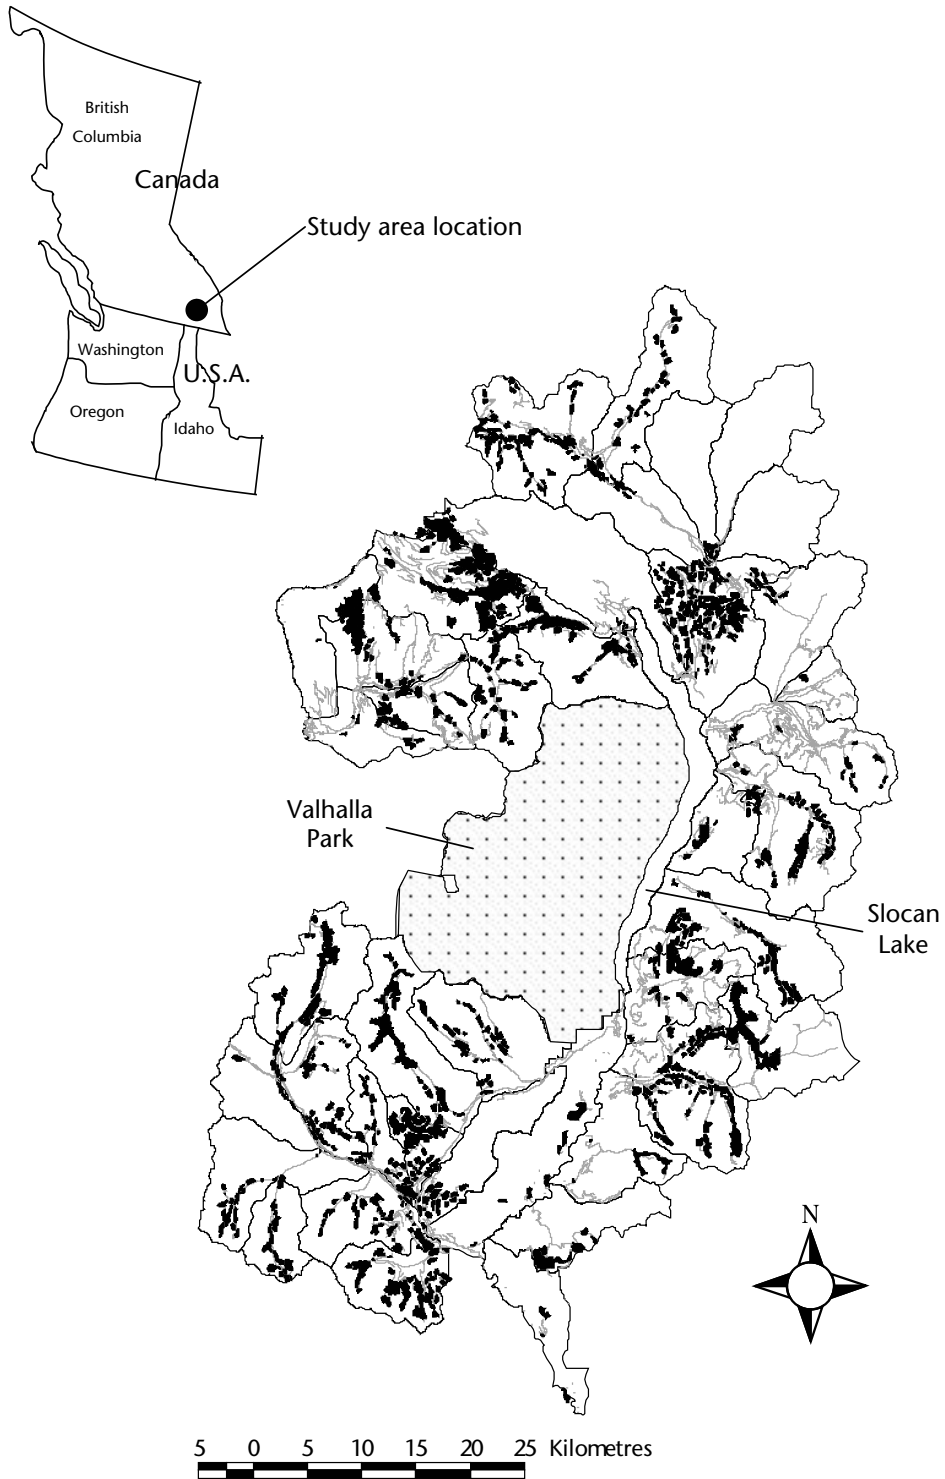 British
Columbia
Canada
Study area location
Washington
U.S.A.
Oregon
Idaho
Valhalla
Park
Slocan
Lake
N
5 0 5 10 15 20 25 Kilometres